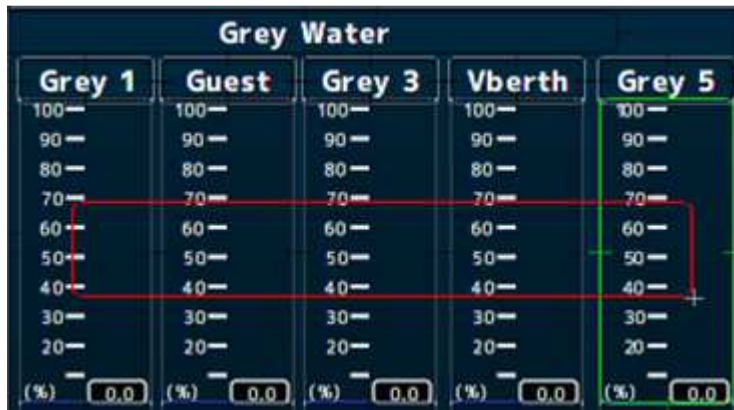 Grey Water
Grey 1 Guest Grey 3 Vberth Grey 5
100 100 100 100 100
90 90 90 90 90
80 80 80 80 80
70 70 70 70 70
60 60 60 60 60
50 50 50 50 50
40 40 40 40 40
30 30 30 30 30
20 20 20 20 20
(%) 0.0 (%) 0.0 (%) 0.0 (%) 0.0 (%) 0.0